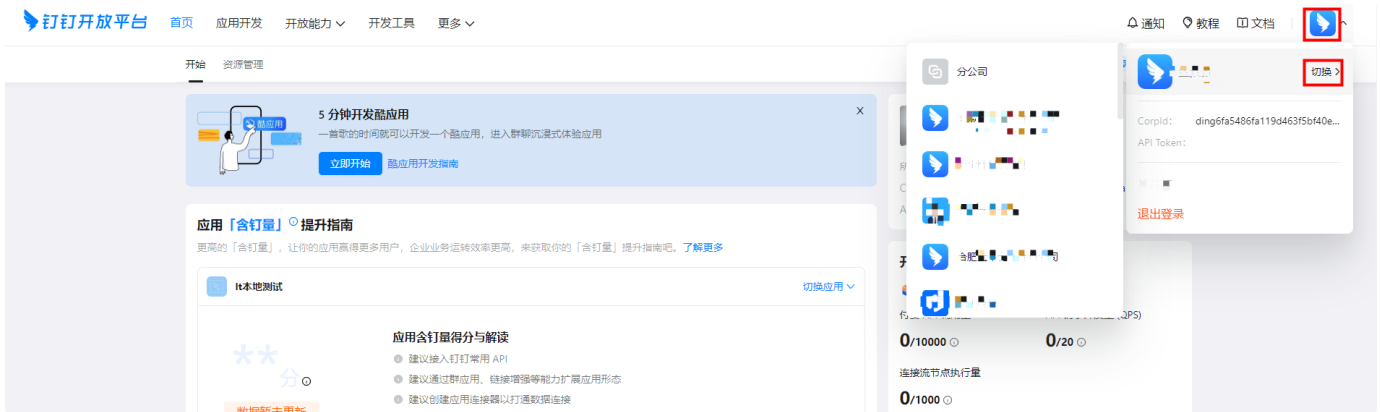 钉钉开放平台 首页 应用开发 开放能力 开发工具 更多 通知 教程 文档
开始 资源管理
分公司
切换
CorpId: ding6fa5486fa119d463f5bf40e...
API Token:
退出登录
5 分钟开发酷应用
一首歌的时间就可以开发一个酷应用，进入群聊沉浸式体验应用
酷应用
立即开始 酷应用开发指南
应用「含钉量」提升指南
更高的「含钉量」, 让你的应用赢得更多用户，企业业务运转效率更高，来获取你的「含钉量」提升指南吧。了解更多
lt本地测试 切换应用
应用含钉量得分与解读
建议接入钉钉常用 API
建议通过群应用、链接增强等能力扩展应用形态
建议创建应用连接器以打通数据连接
**分
数据暂未更新
0/10000
0/20
连接流节点执行量
0/1000